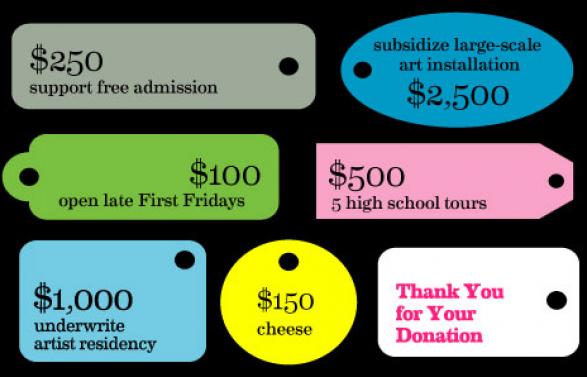 $250
support free admission
subsidize large-scale
art installation
$2,500
$100
open late First Fridays
$500
5 high school tours
$1,000
underwrite
artist residency
$150
cheese
Thank You
for Your
Donation